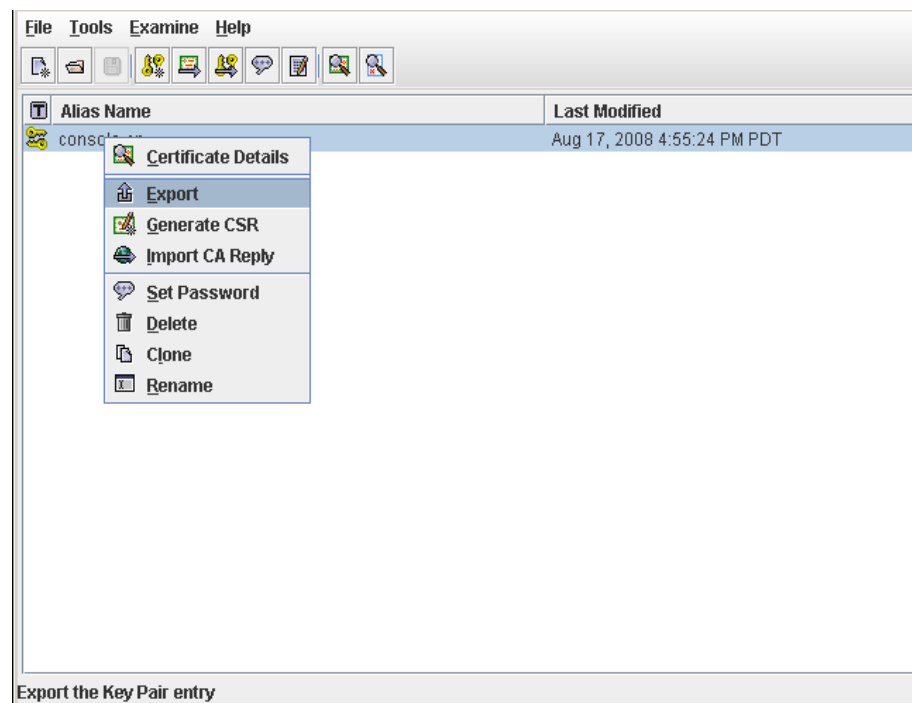 File Tools Examine Help
T Alias Name Last Modified
Aug 17, 2008 4:55:24 PM PDT
Certificate Details
Export
Generate CSR
Import CA Reply
Set Password
Delete
Clone
Rename
Export the Key Pair entry